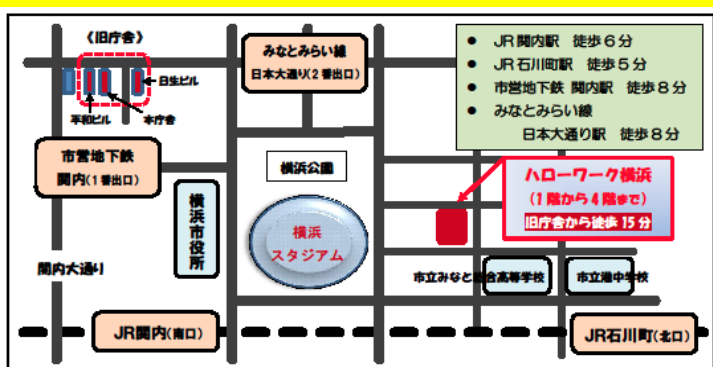 《旧庁舎》
日生ビル
平和ビル
本庁舎
みなとみらい線
日本大通り(2番出口)
● JR関内駅 徒歩6分
● JR石川町駅 徒歩5分
● 市営地下鉄 関内駅 徒歩8分
● みなとみらい線
日本大通り駅 徒歩8分
市営地下鉄
関内(1番出口)
横浜公園
ハローワーク横浜
(1階から4階まで)
旧庁舎から徒歩15分
横浜市役所
横浜
スタジアム
関内大通り
市立みなと総合高等学校
市立港中学校
JR関内(南口)
JR石川町(北口)